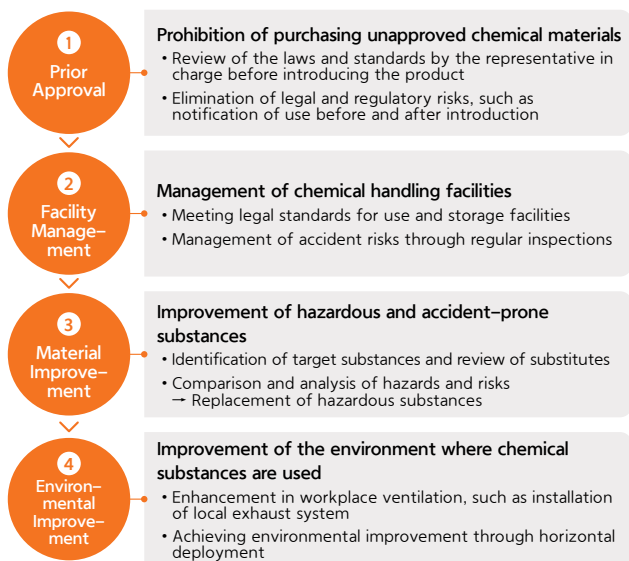 1
Prior
Approval
Prohibition of purchasing unapproved chemical materials
• Review of the laws and standards by the representative in
charge before introducing the product
• Elimination of legal and regulatory risks, such as
notification of use before and after introduction
2
Facility
Manage–
ment
Management of chemical handling facilities
• Meeting legal standards for use and storage facilities
• Management of accident risks through regular inspections
3
Material
Improve–
ment
Improvement of hazardous and accident–prone
substances
• Identification of target substances and review of substitutes
• Comparison and analysis of hazards and risks
→ Replacement of hazardous substances
4
Environ–
mental
Improve–
ment
Improvement of the environment where chemical
substances are used
• Enhancement in workplace ventilation, such as installation
of local exhaust system
• Achieving environmental improvement through horizontal
deployment